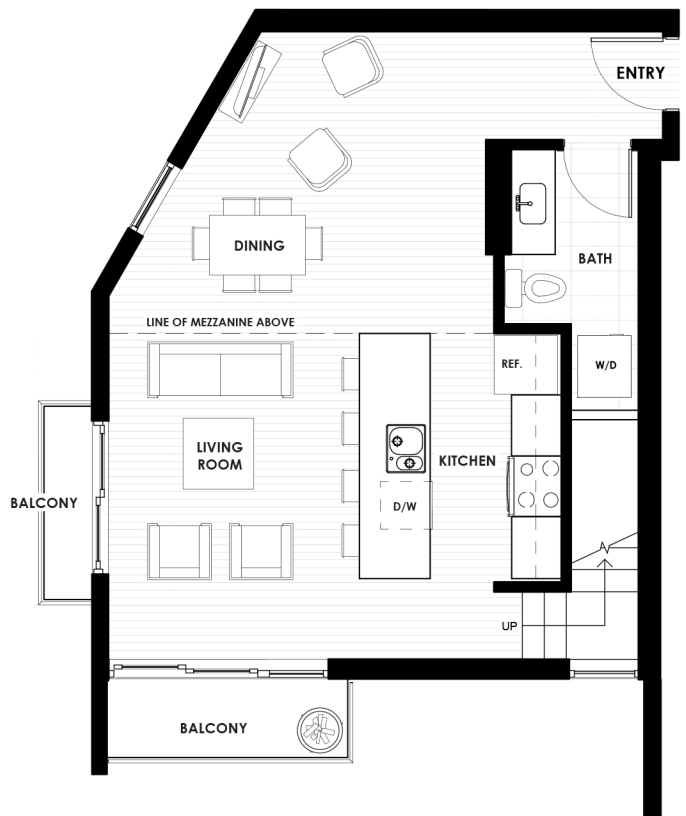 ENTRY
DINING
BATH
LINE OF MEZZANINE ABOVE
REF.
W/D
LIVING
ROOM
KITCHEN
BALCONY
D/W
UP
BALCONY